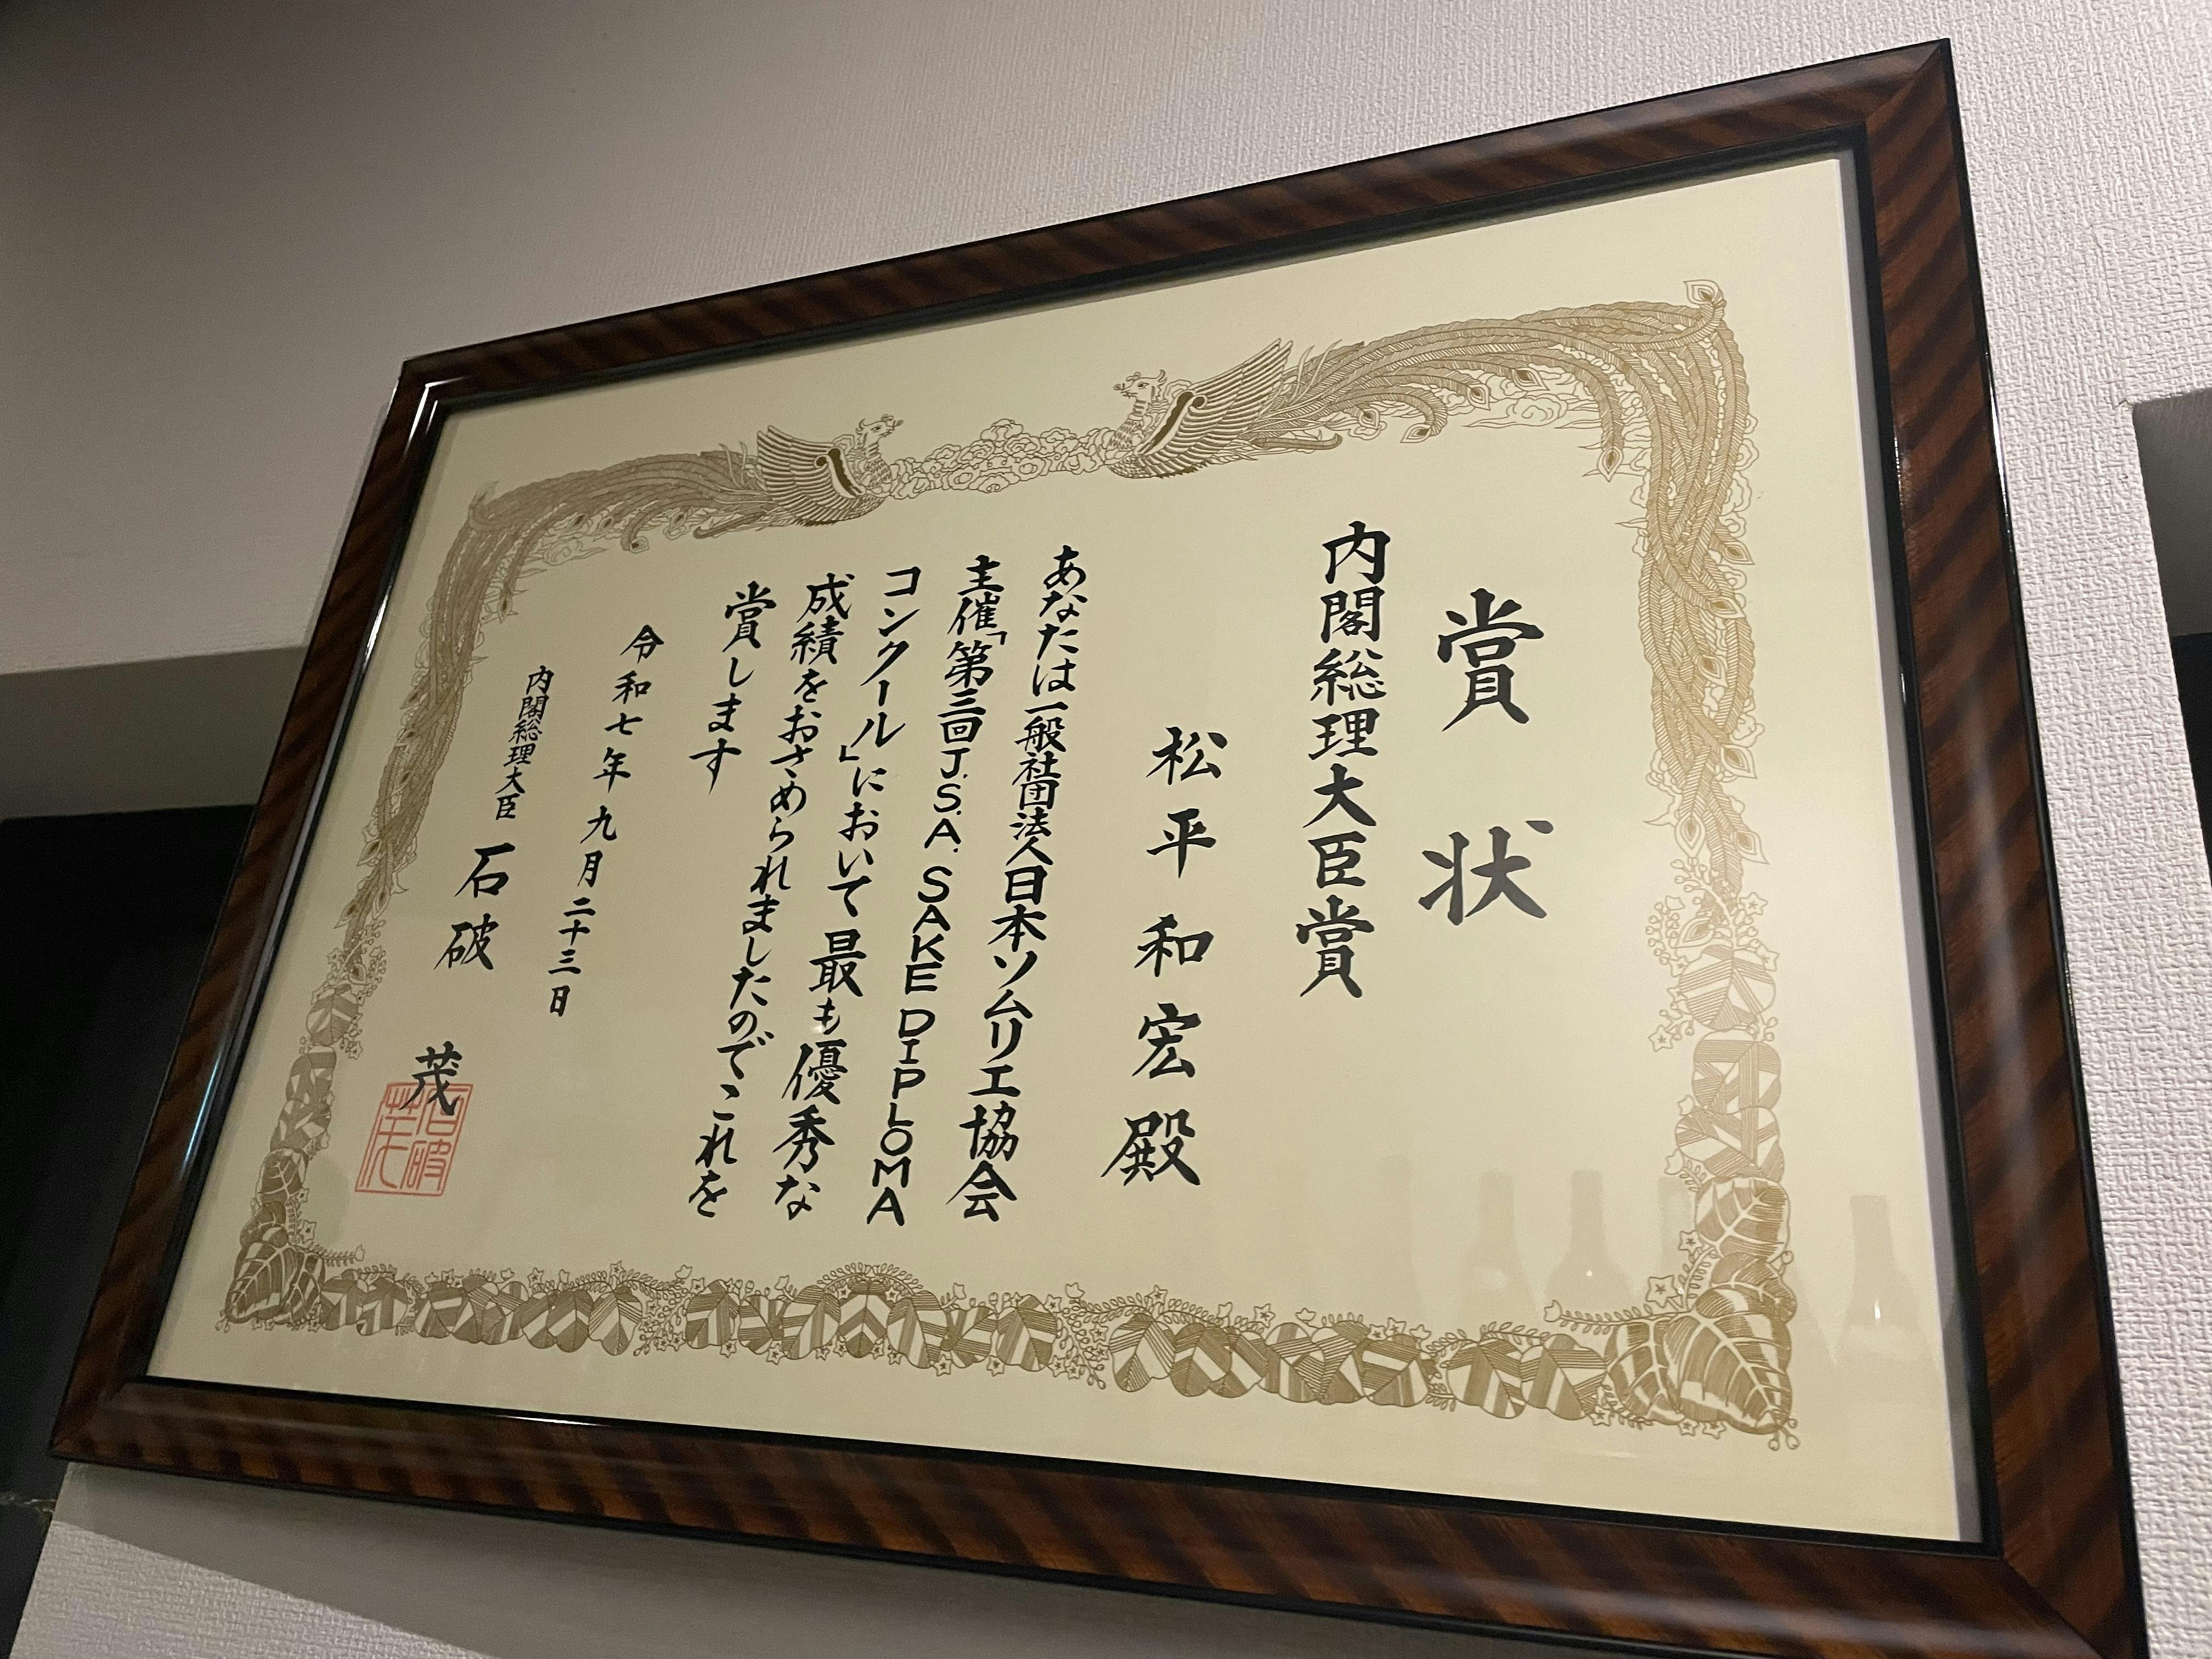 賞状
内閣総理大臣賞
松平和宏殿
あなたは一般社団法人日本ソムリエ協会
主催「第三回J.S.A.SAKE DIPLOMA
コンクール」において最も優秀な
成績をおさめられましたのでこれを
賞します
令和七年九月二十三日
内閣総理大臣 石破 茂
石破茂